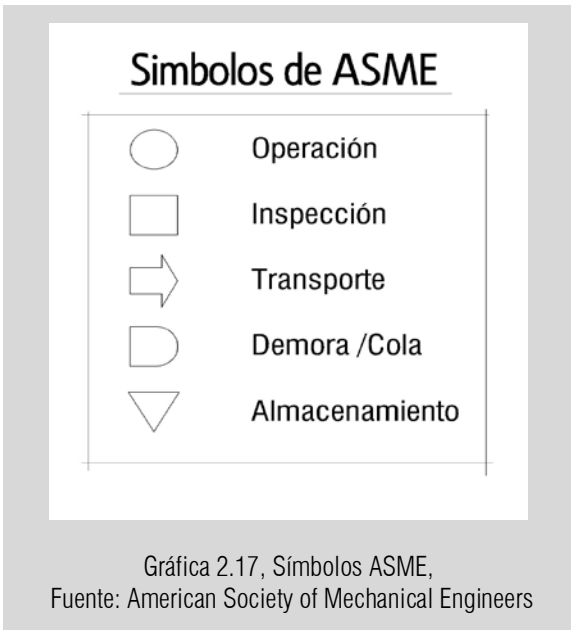 Simbolos de ASME
Operación
Inspección
Transporte
Demora /Cola
Almacenamiento
Gráfica 2.17, Símbolos ASME,
Fuente: American Society of Mechanical Engineers